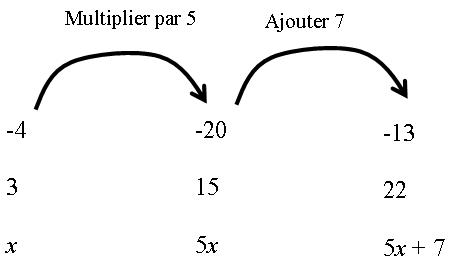 Multiplier par 5 Ajouter 7
-4 -20 -13
3 15 22
x 5x 5x + 7